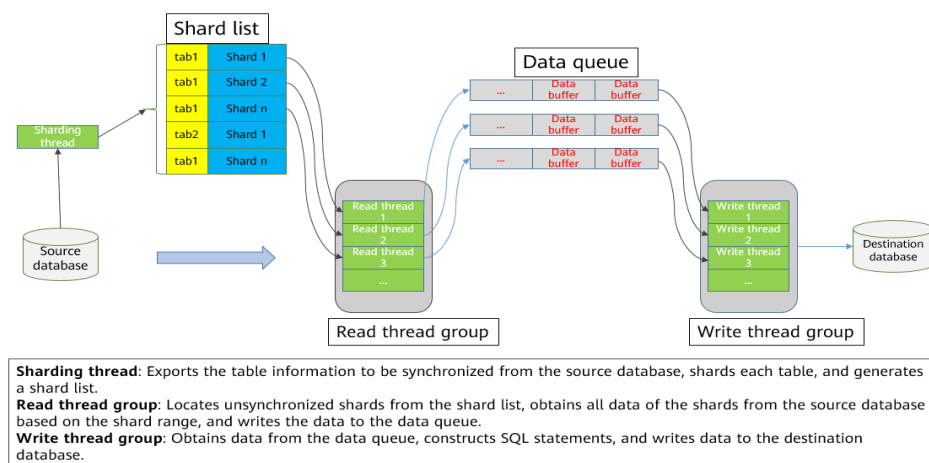 Shard list
tab1 Shard 1
tab1 Shard 2
tab1 Shard n
tab2 Shard 1
tab1 Shard n
Sharding
thread
Source
database
Data queue
... Data buffer Data buffer
... Data buffer Data buffer
... Data buffer Data buffer
Read thread
1
Read thread
2
Read thread
3
...
Read thread group
Write thread
1
Write thread
2
Write thread
3
...
Write thread group
Destination
database
Sharding thread: Exports the table information to be synchronized from the source database, shards each table, and generates
a shard list.
Read thread group: Locates unsynchronized shards from the shard list, obtains all data of the shards from the source database
based on the shard range, and writes the data to the data queue.
Write thread group: Obtains data from the data queue, constructs SQL statements, and writes data to the destination
database.